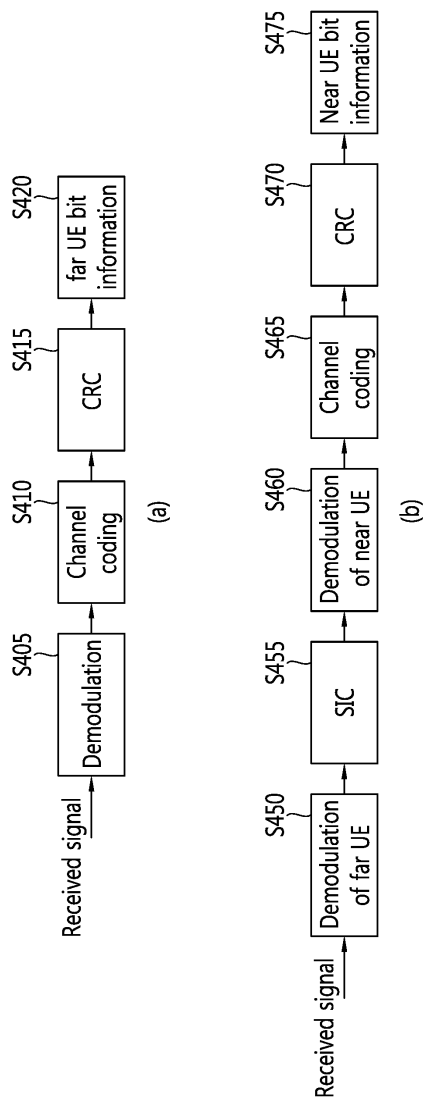 Received signal
S405
Demodulation
S410
Channel
coding
S415
CRC
S420
far UE bit
information
(a)
Received signal
S450
Demodulation
of far UE
S455
SIC
S460
Demodulation
of near UE
S465
Channel
coding
S470
CRC
S475
Near UE bit
information
(b)